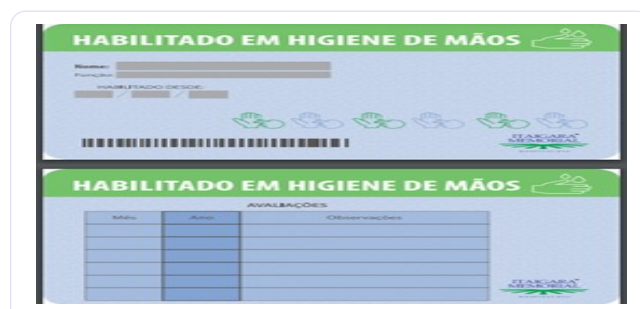 HABILITADO EM HIGIENE DE MÃOS
Nome:
Função:
HABILITADO DESDE:
/ /
ITAIGARA
MEMORIAL
HABILITADO EM HIGIENE DE MÃOS
AVALIAÇÕES
Mês Ano Observações
ITAIGARA
MEMORIAL